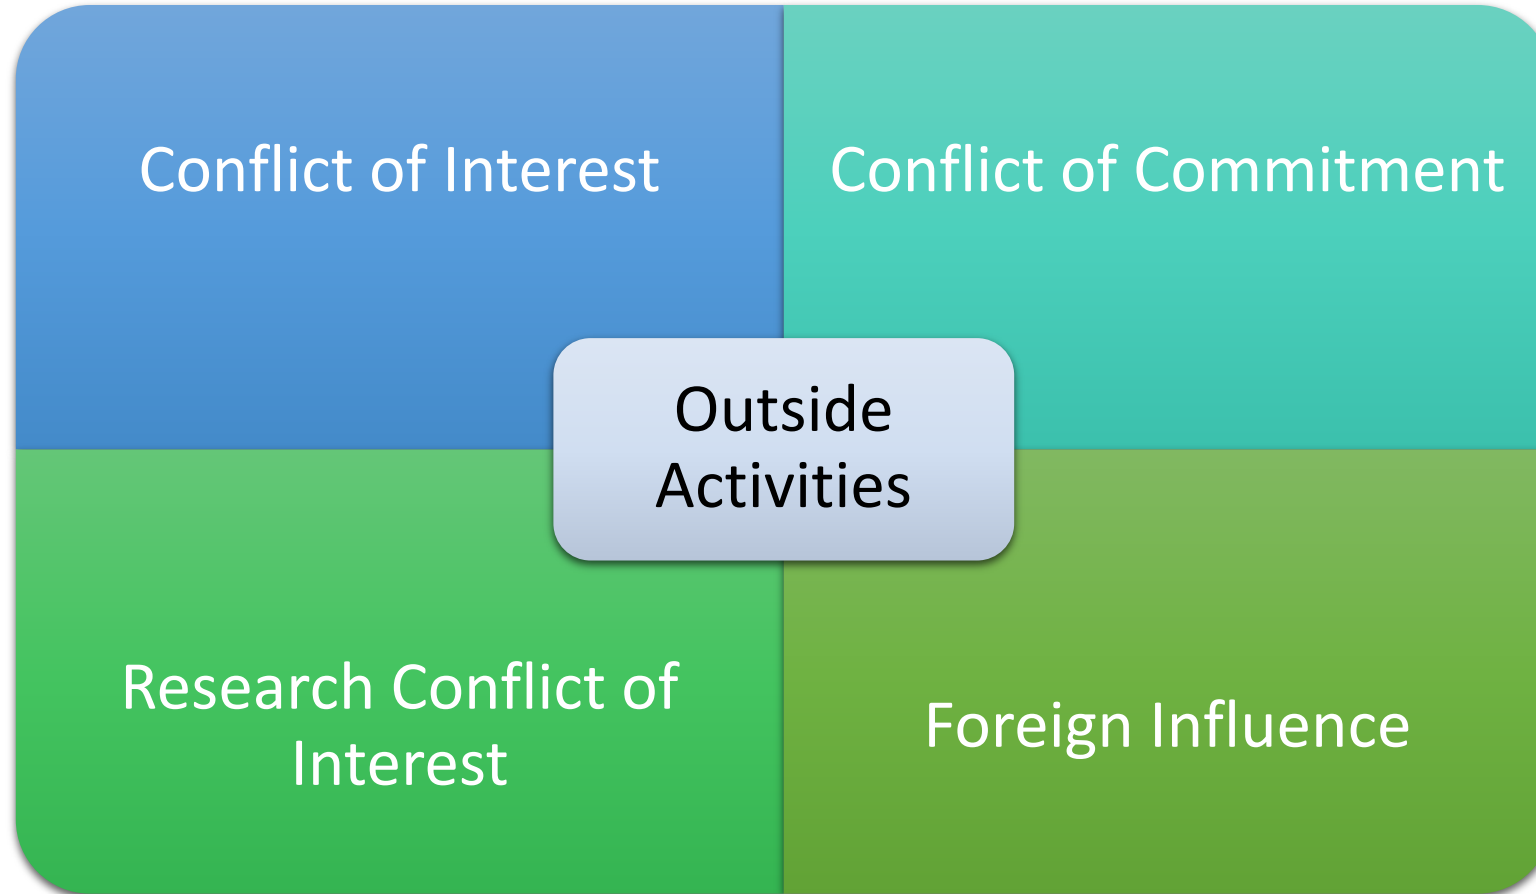 Conflict of Interest
Conflict of Commitment
Outside
Activities
Research Conflict of
Interest
Foreign Influence